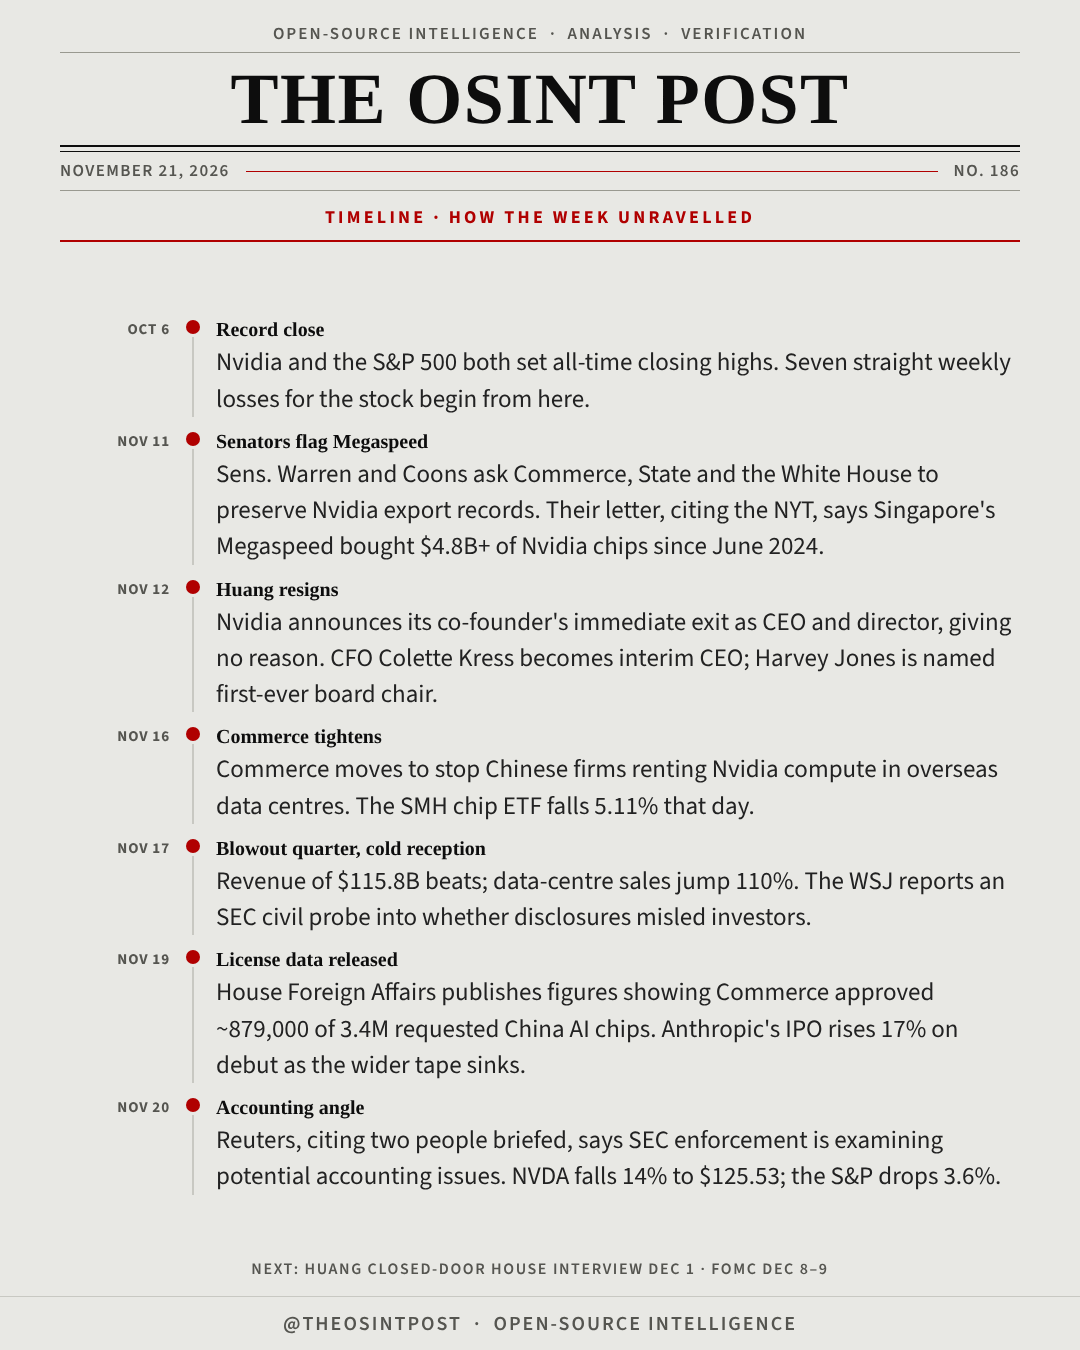 OPEN-SOURCE INTELLIGENCE · ANALYSIS · VERIFICATION
THE OSINT POST
NOVEMBER 21, 2026
NO. 186
TIMELINE · HOW THE WEEK UNRAVELLED
OCT 6
Record close
Nvidia and the S&P 500 both set all-time closing highs. Seven straight weekly
losses for the stock begin from here.
NOV 11
Senators flag Megaspeed
Sens. Warren and Coons ask Commerce, State and the White House to
preserve Nvidia export records. Their letter, citing the NYT, says Singapore's
Megaspeed bought $4.8B+ of Nvidia chips since June 2024.
NOV 12
Huang resigns
Nvidia announces its co-founder's immediate exit as CEO and director, giving
no reason. CFO Colette Kress becomes interim CEO; Harvey Jones is named
first-ever board chair.
NOV 16
Commerce tightens
Commerce moves to stop Chinese firms renting Nvidia compute in overseas
data centres. The SMH chip ETF falls 5.11% that day.
NOV 17
Blowout quarter, cold reception
Revenue of $115.8B beats; data-centre sales jump 110%. The WSJ reports an
SEC civil probe into whether disclosures misled investors.
NOV 19
License data released
House Foreign Affairs publishes figures showing Commerce approved
~879,000 of 3.4M requested China AI chips. Anthropic's IPO rises 17% on
debut as the wider tape sinks.
NOV 20
Accounting angle
Reuters, citing two people briefed, says SEC enforcement is examining
potential accounting issues. NVDA falls 14% to $125.53; the S&P drops 3.6%.
NEXT: HUANG CLOSED-DOOR HOUSE INTERVIEW DEC 1 · FOMC DEC 8–9
@THEOSINTPOST · OPEN-SOURCE INTELLIGENCE